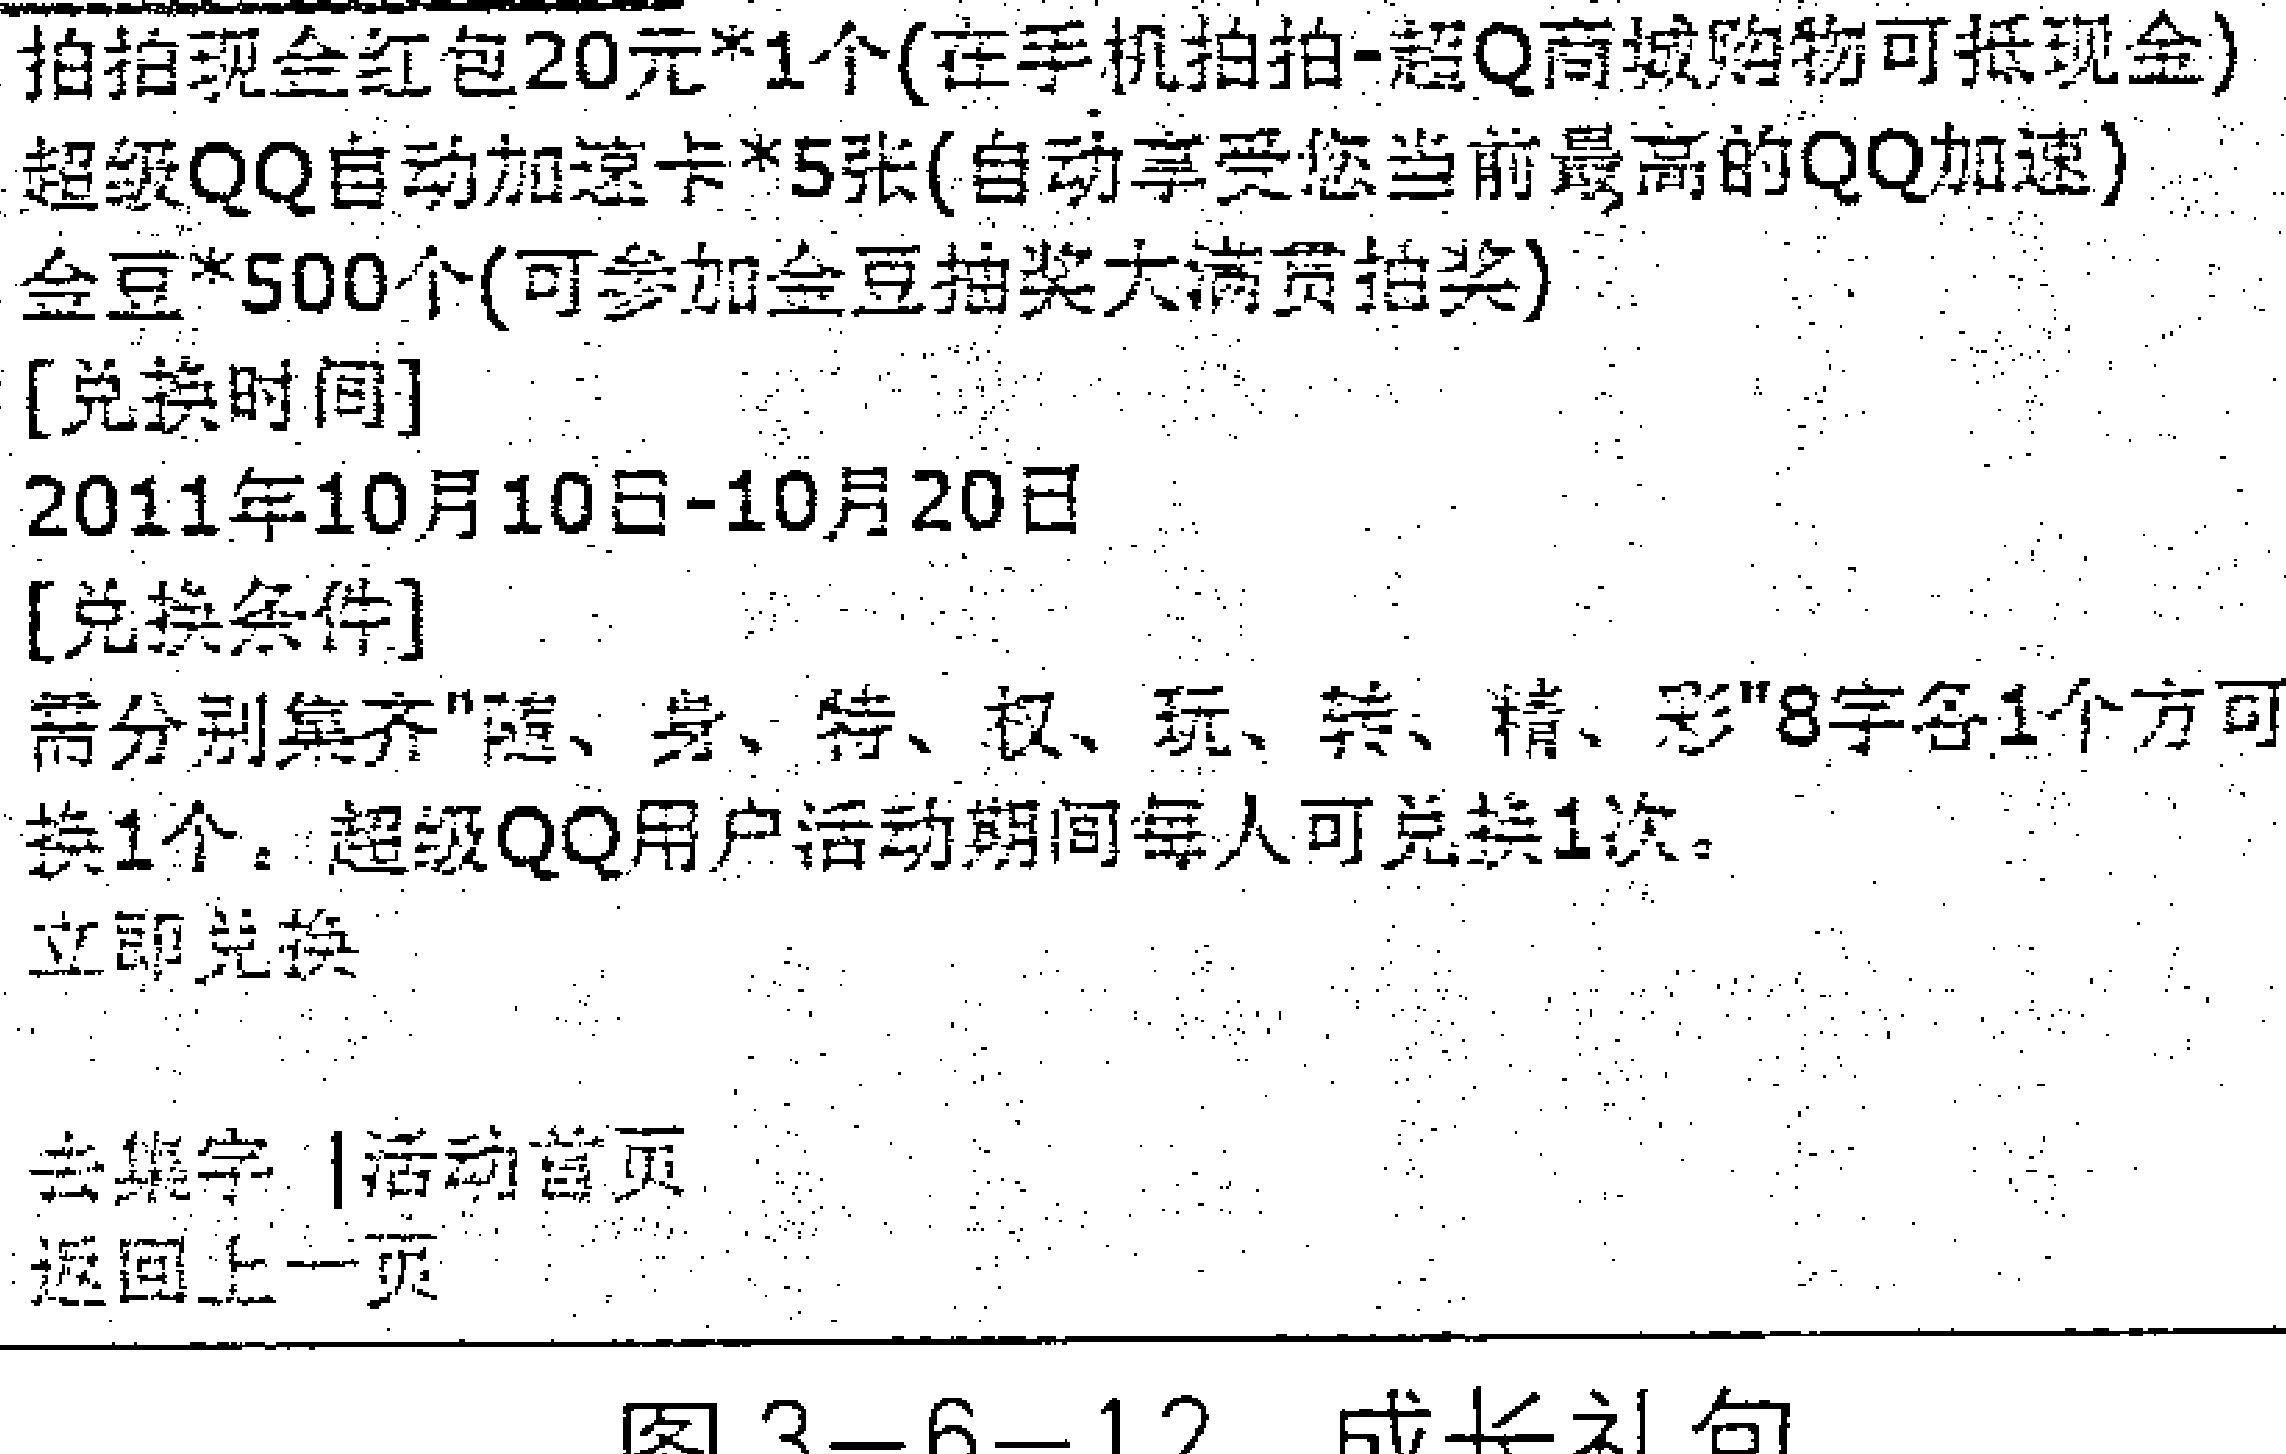 拍拍现金红包20元*1个(在手机拍拍-超Q商城购物可抵现金)
超级QQ自动加速卡*5张(自动享受您当前最高的QQ加速)
金豆*500个(可参加金豆抽奖大满贯抽奖)
[兑换时间]
2011年10月10日-10月20日
[兑换条件]
需分别集齐"随、身、特、权、玩、转、精、彩"8字各1个方可
换1个。超级QQ用户活动期间每人可兑换1次。
立即兑换
去集字 |活动首页
返回上一页
图 3-6-12 成长礼包